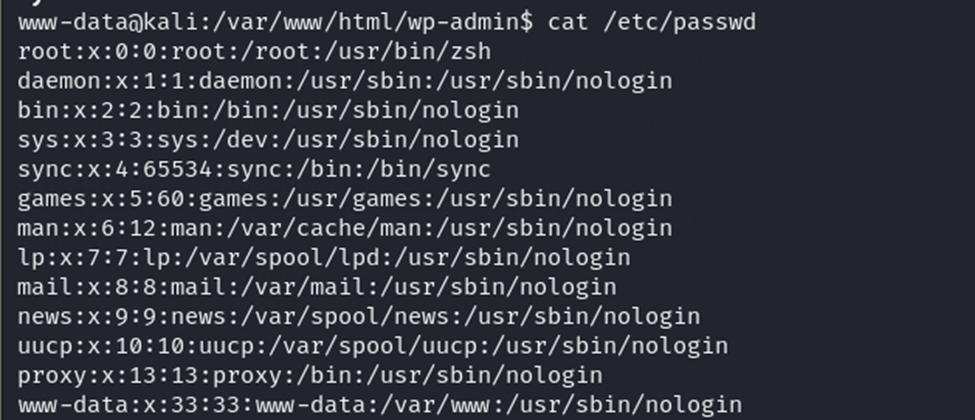 www-data@kali:/var/www/html/wp-admin$ cat /etc/passwd
root:x:0:0:root:/root:/usr/bin/zsh
daemon:x:1:1:daemon:/usr/sbin:/usr/sbin/nologin
bin:x:2:2:bin:/bin:/usr/sbin/nologin
sys:x:3:3:sys:/dev:/usr/sbin/nologin
sync:x:4:65534:sync:/bin:/bin/sync
games:x:5:60:games:/usr/games:/usr/sbin/nologin
man:x:6:12:man:/var/cache/man:/usr/sbin/nologin
lp:x:7:7:lp:/var/spool/lpd:/usr/sbin/nologin
mail:x:8:8:mail:/var/mail:/usr/sbin/nologin
news:x:9:9:news:/var/spool/news:/usr/sbin/nologin
uucp:x:10:10:uucp:/var/spool/uucp:/usr/sbin/nologin
proxy:x:13:13:proxy:/bin:/usr/sbin/nologin
www-data:x:33:33:www-data:/var/www:/usr/sbin/nologin